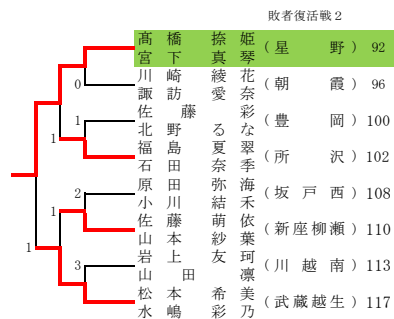 敗者復活戦２
髙橋捺姫
宮下真琴
(星野) 92
川崎綾花
諏訪愛奈
(朝霞) 96
0
佐藤彩
北野るな
(豊岡) 100
1
1
福島夏翠
石田奈季
(所沢) 102
原田弥海
小川結禾
(坂戸西) 108
2
1
佐藤萌依
山本紗葉
(新座柳瀬) 110
1
岩上友珂
山田凛
(川越南) 113
3
松本希美
水嶋彩乃
(武蔵越生) 117